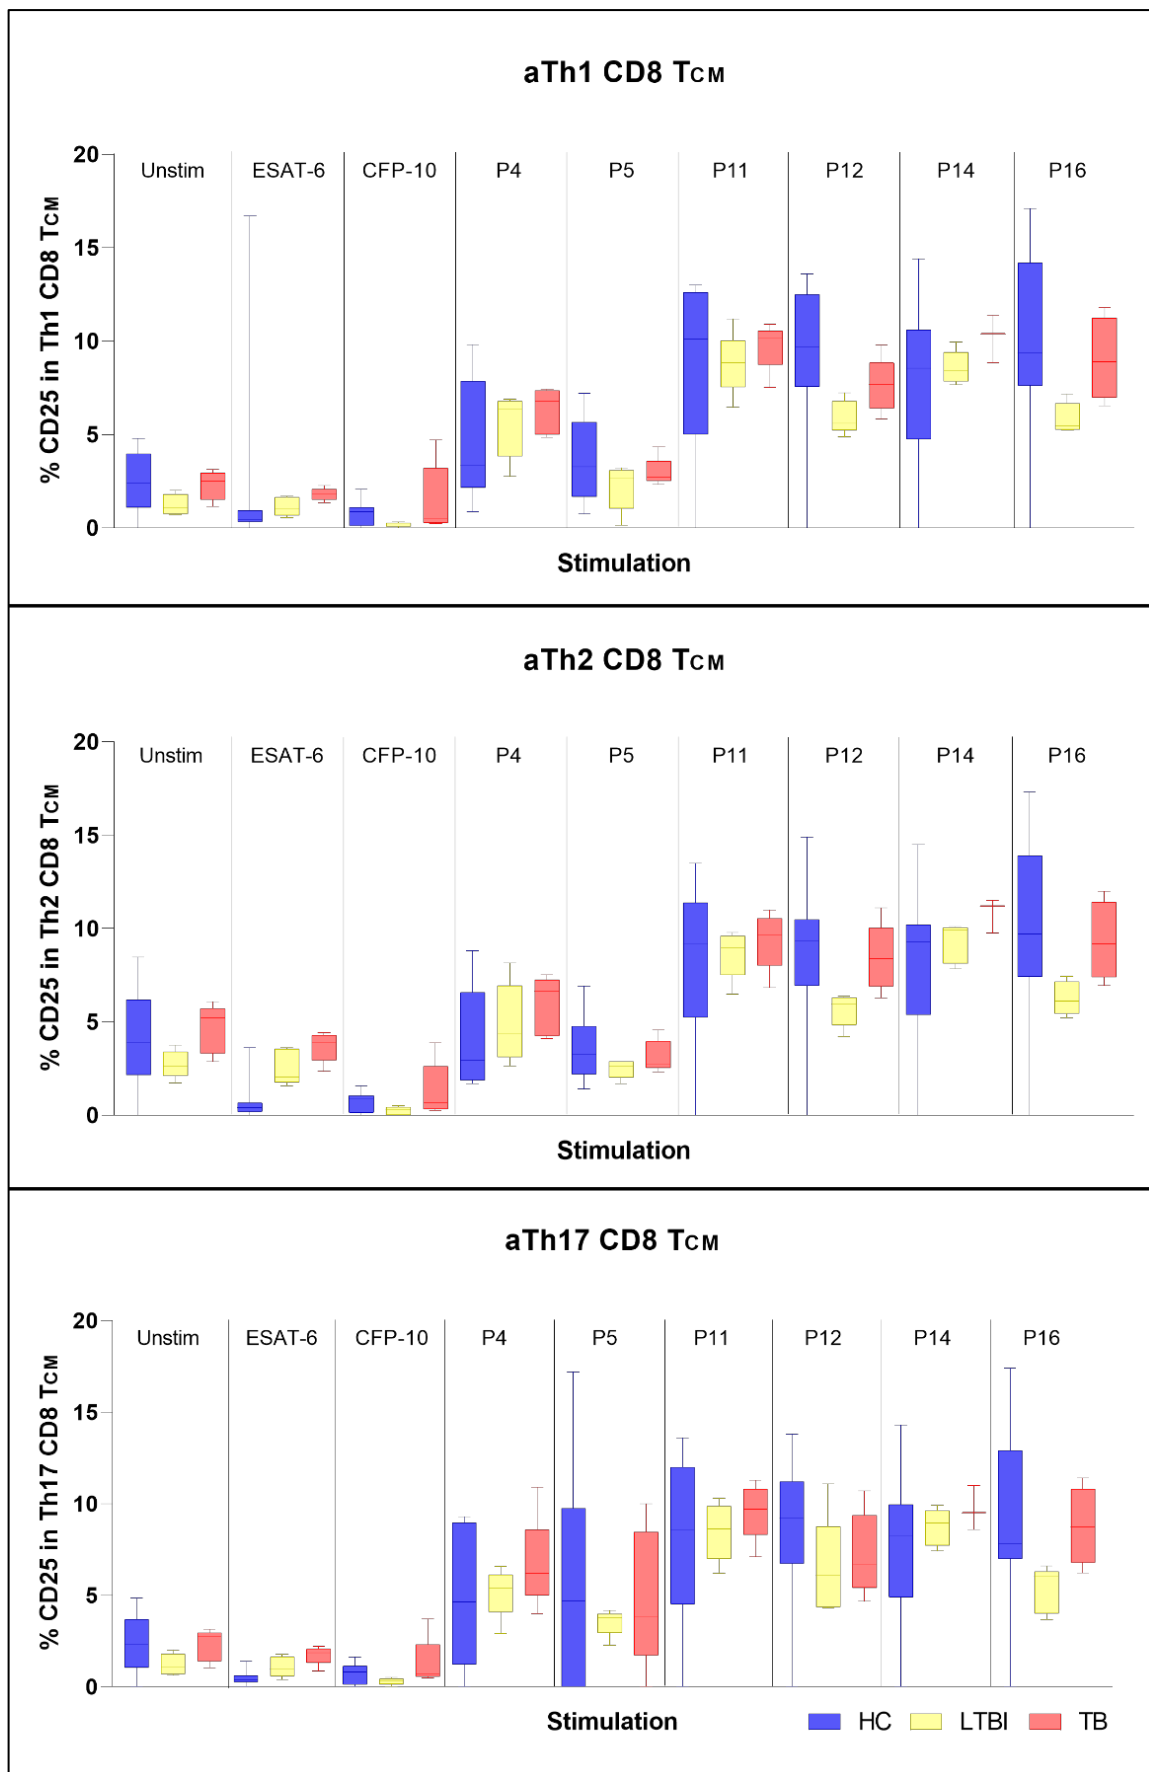 aTh1 CD8 TCM
% CD25 in Th1 CD8 TCM
20
15
10
5
0
Unstim ESAT-6 CFP-10 P4 P5 P11 P12 P14 P16
Stimulation
aTh2 CD8 TCM
% CD25 in Th2 CD8 TCM
20
15
10
5
0
Unstim ESAT-6 CFP-10 P4 P5 P11 P12 P14 P16
Stimulation
aTh17 CD8 TCM
% CD25 in Th17 CD8 TCM
20
15
10
5
0
Unstim ESAT-6 CFP-10 P4 P5 P11 P12 P14 P16
Stimulation
HC LTBI TB